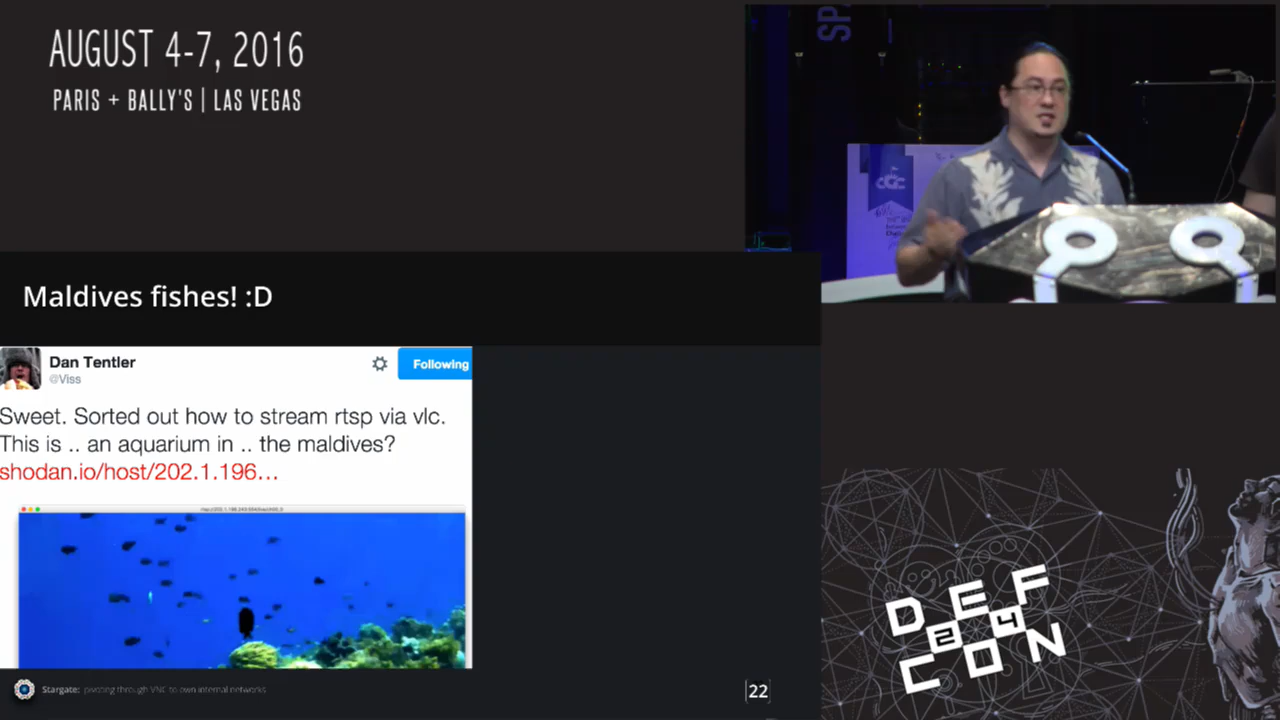 AUGUST 4-7, 2016
PARIS + BALLY'S | LAS VEGAS
SP
CGC
Maldives fishes! :D
Dan Tentler
@Viss
Following
Sweet. Sorted out how to stream rtsp via vlc.
This is .. an aquarium in .. the maldives?
shodan.io/host/202.1.196...
Stargate: pivoting through VNC to own internal networks
22
DEF
24
CON